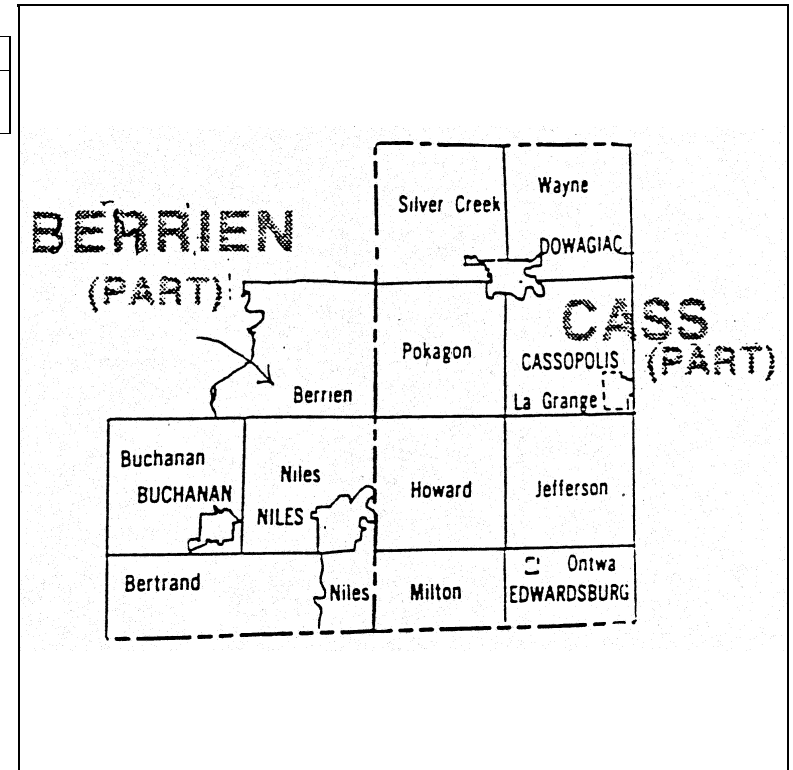 Wayne
Silver Creek
BERRIEN
DOWAGIAC
(PART)
CASS
Pokagon
CASSOPOLIS
(PART)
Berrien
La Grange
Buchanan
Niles
BUCHANAN
Howard
Jefferson
NILES
Ontwa
Bertrand
Niles
Milton
EDWARDSBURG